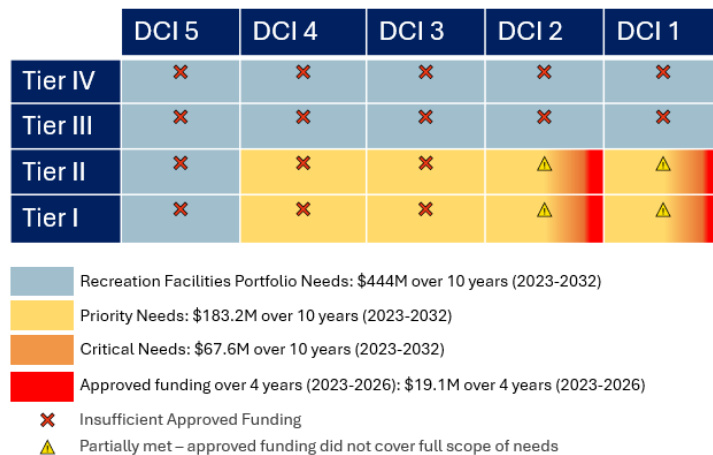 DCI 5 DCI 4 DCI 3 DCI 2 DCI 1
Tier IV
Tier III
Tier II
Tier I
Recreation Facilities Portfolio Needs: $444M over 10 years (2023-2032)
Priority Needs: $183.2M over 10 years (2023-2032)
Critical Needs: $67.6M over 10 years (2023-2032)
Approved funding over 4 years (2023-2026): $19.1M over 4 years (2023-2026)
Insufficient Approved Funding
Partially met – approved funding did not cover full scope of needs